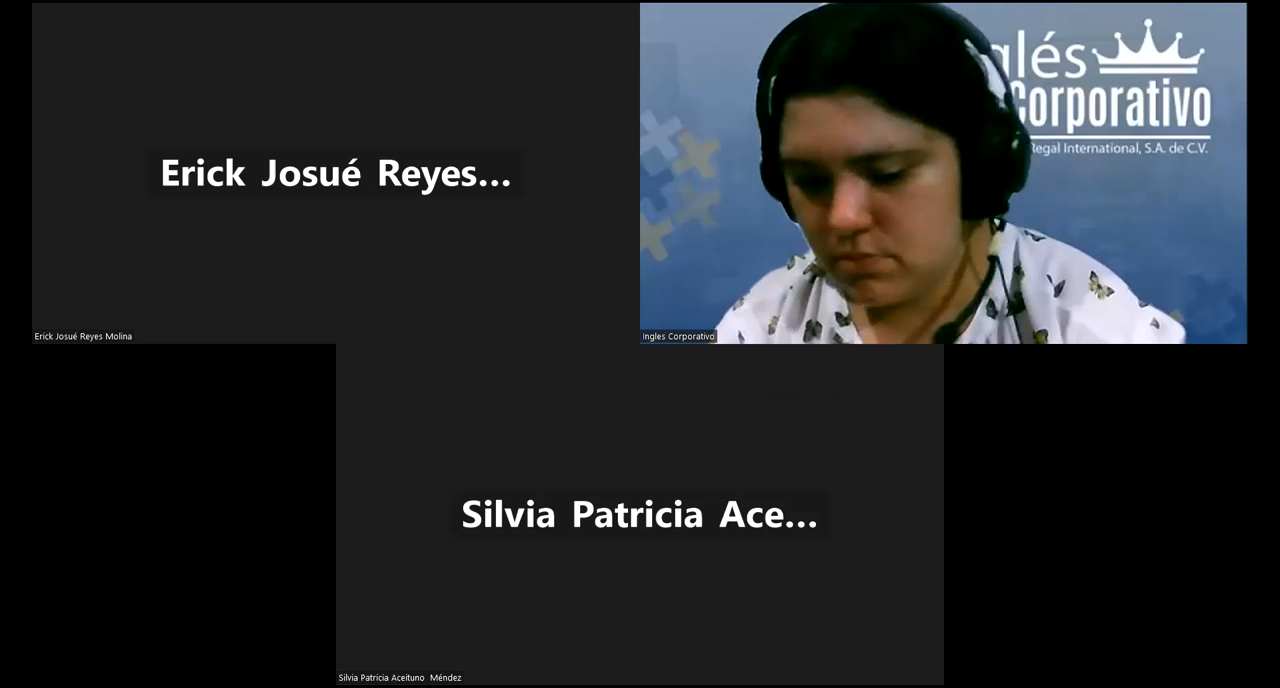 Erick Josué Reyes...
Erick Josué Reyes Molina
glés
Corporativo
Regal International, S.A. de C.V.
Ingles Corporativo
Silvia Patricia Ace...
Silvia Patricia Aceituno Méndez